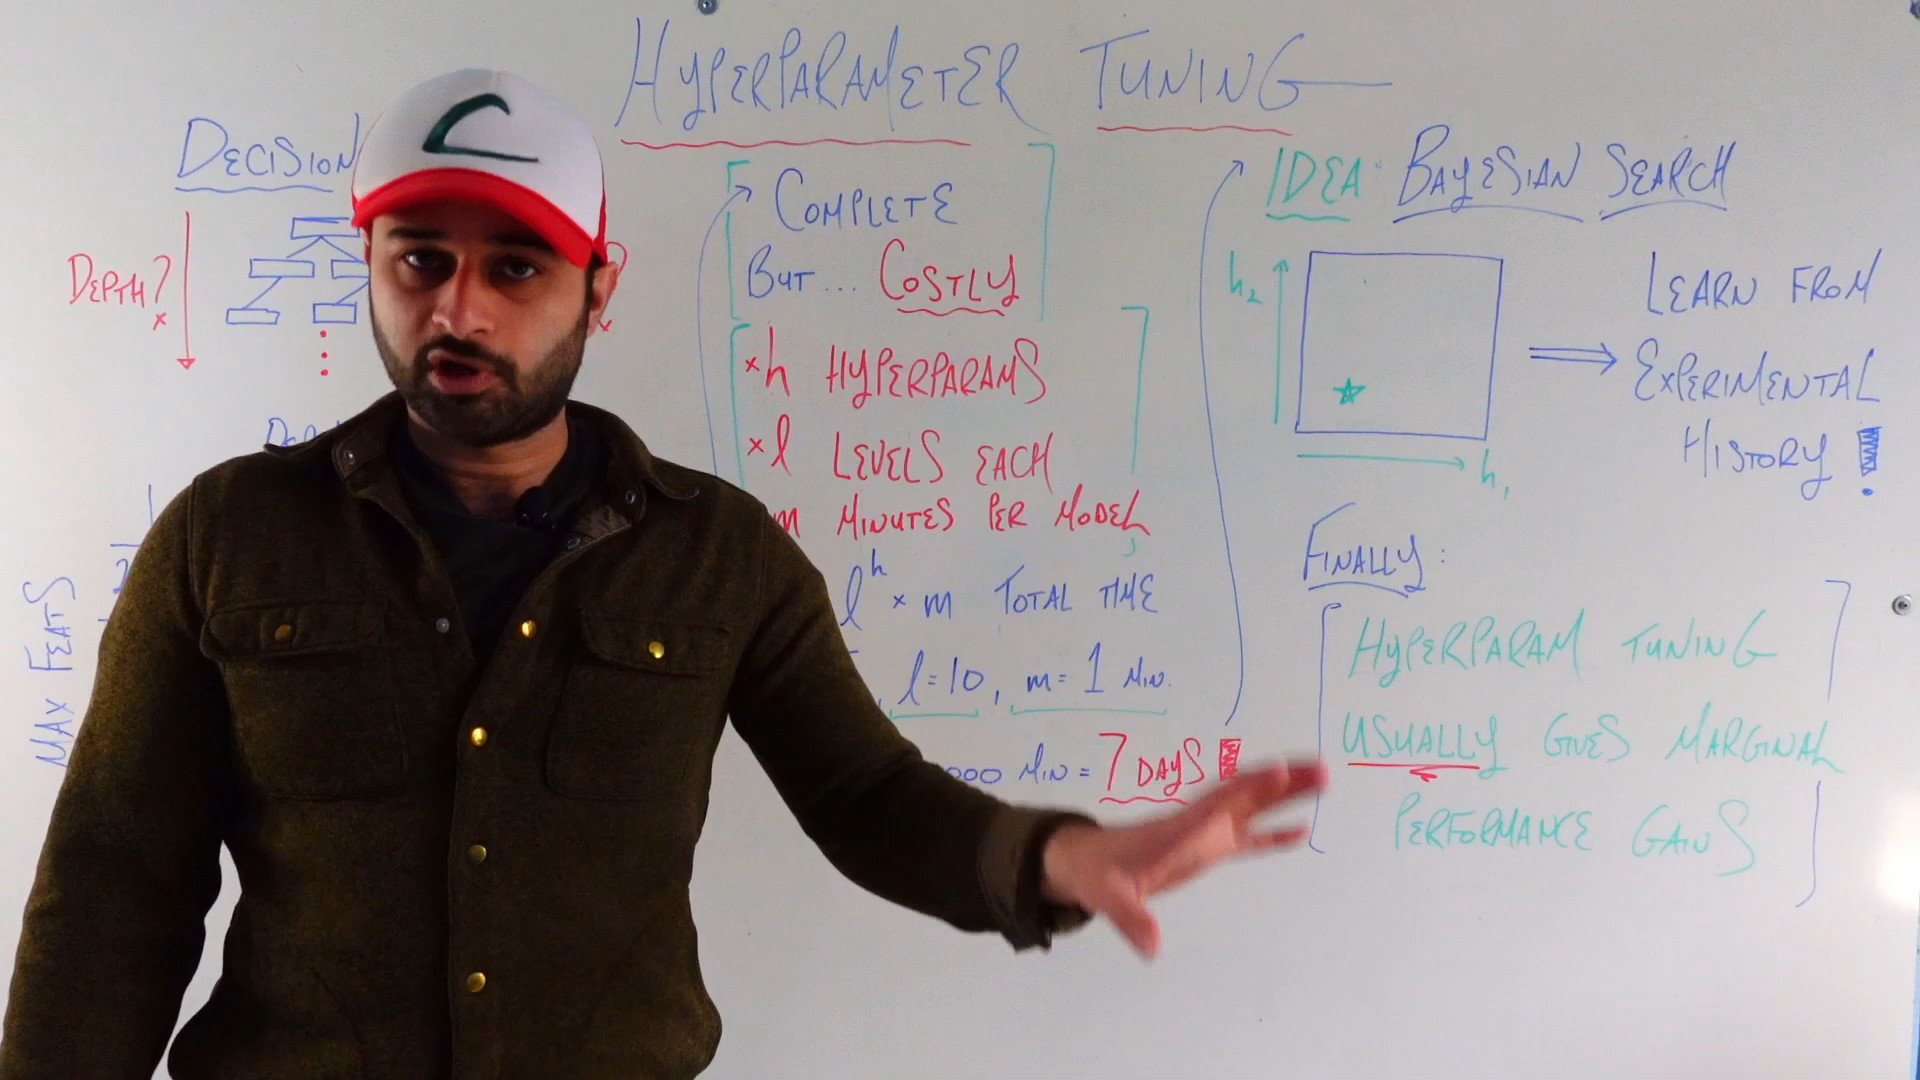 HYPERPARAMETER TUNING
DECISION
DEPTH?
MAX FEATS
COMPLETE
BUT... COSTLY
×h HYPERPARAMS
×l LEVELS EACH
m MINUTES PER MODEL
l^h × m TOTAL TIME
, l=10, m=1 MIN.
000 MIN = 7 DAYS!
IDEA: BAYESIAN SEARCH
h₂
h₁
LEARN FROM
EXPERIMENTAL
HISTORY!
FINALLY:
HYPERPARAM TUNING
USUALLY GIVES MARGINAL
PERFORMANCE GAINS